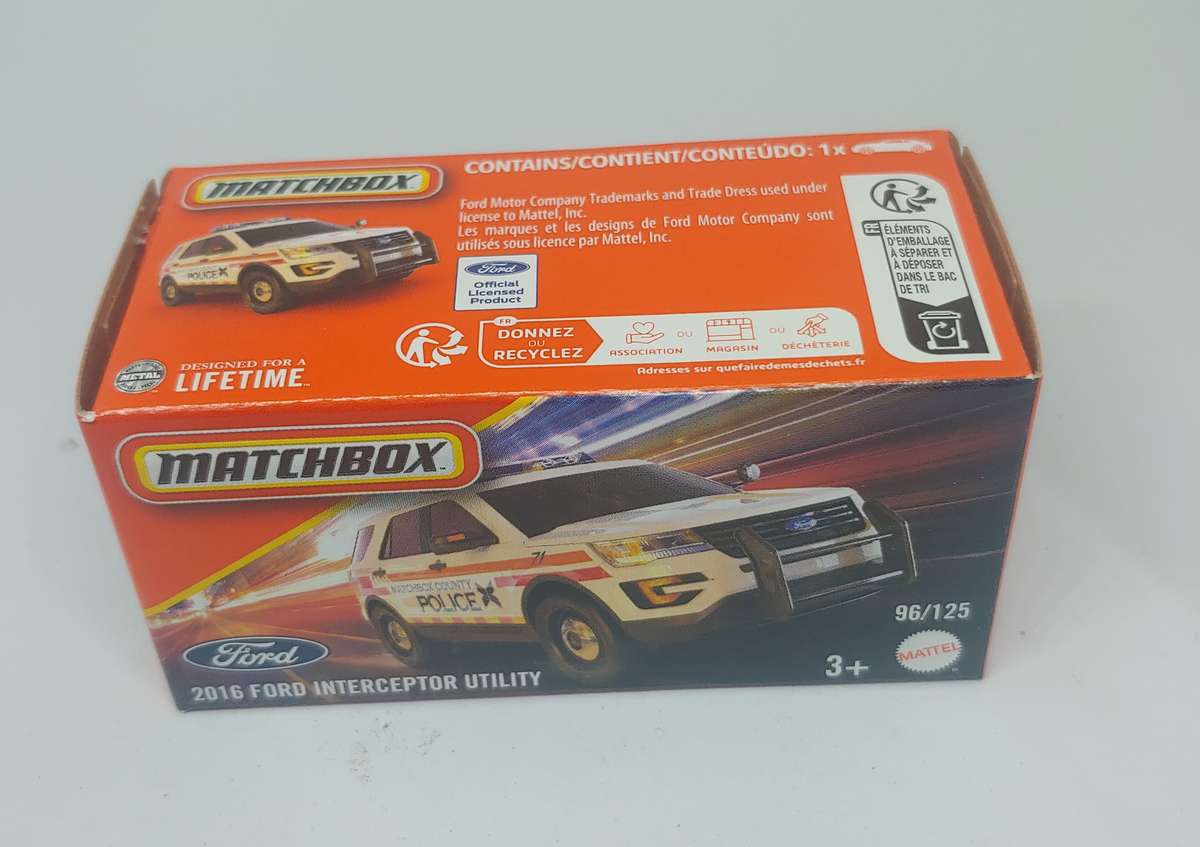 MATCHBOX
CONTAINS/CONTIENT/CONTEÚDO: 1x
Ford Motor Company Trademarks and Trade Dress used under
license to Mattel, Inc.
Les marques et les designs de Ford Motor Company sont
utilisés sous licence par Mattel, Inc.
POLICE
Ford
Official
Licensed
Product
FR
ÉLÉMENTS
D'EMBALLAGE
À SÉPARER ET
À DÉPOSER
DANS LE BAC
DE TRI
FR
DONNEZ
OU
RECYCLEZ
ASSOCIATION
OU
MAGASIN
OU
DÉCHÈTERIE
Adresses sur quefairedemesdechets.fr
METAL
DESIGNED FOR A
LIFETIME™
MATCHBOX
71
MATCHBOX COUNTY
POLICE
Ford
2016 FORD INTERCEPTOR UTILITY
96/125
3+
MATTEL